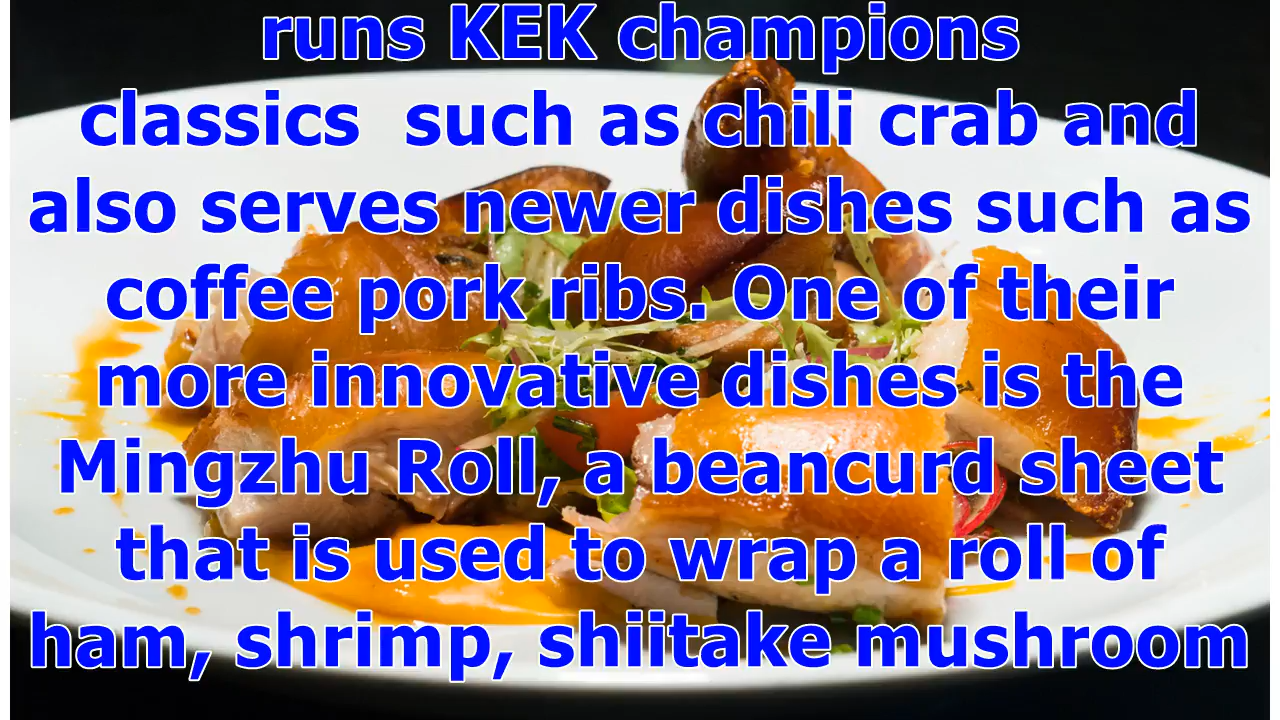 runs KEK champions
classics  such as chili crab and
also serves newer dishes such as
coffee pork ribs. One of their
more innovative dishes is the
Mingzhu Roll, a beancurd sheet
that is used to wrap a roll of
ham, shrimp, shiitake mushroom